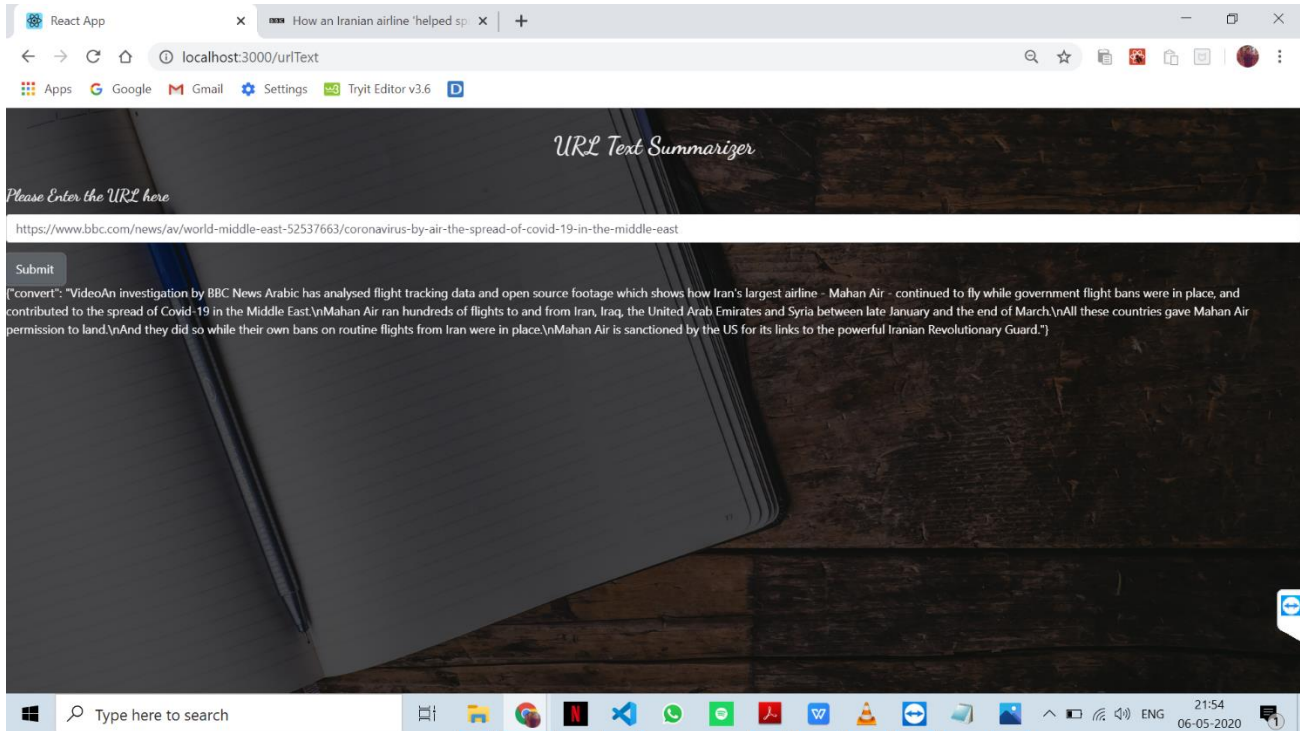 React App
How an Iranian airline 'helped sp
localhost:3000/urlText
Apps Google Gmail Settings Tryit Editor v3.6
URL Text Summarizer
Please Enter the URL here
https://www.bbc.com/news/av/world-middle-east-52537663/coronavirus-by-air-the-spread-of-covid-19-in-the-middle-east
Submit
{"convert": "VideoAn investigation by BBC News Arabic has analysed flight tracking data and open source footage which shows how Iran's largest airline - Mahan Air - continued to fly while government flight bans were in place, and
contributed to the spread of Covid-19 in the Middle East.\nMahan Air ran hundreds of flights to and from Iran, Iraq, the United Arab Emirates and Syria between late January and the end of March.\nAll these countries gave Mahan Air
permission to land.\nAnd they did so while their own bans on routine flights from Iran were in place.\nMahan Air is sanctioned by the US for its links to the powerful Iranian Revolutionary Guard."}
Type here to search
ENG
21:54
06-05-2020